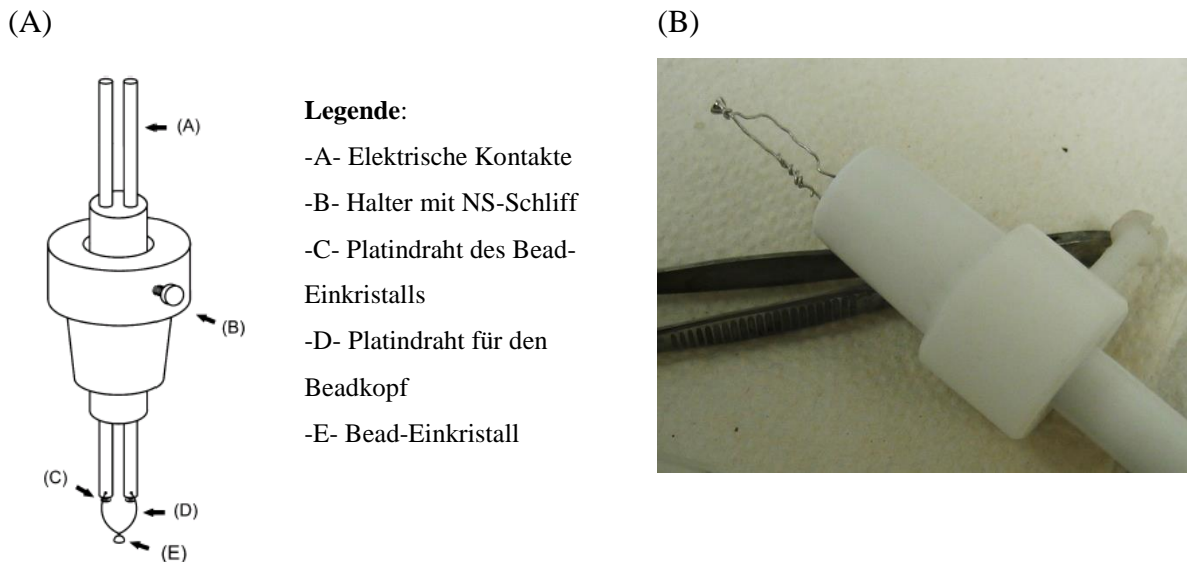 (A)
(B)
(A)
(B)
(C)
(D)
(E)
Legende:
-A- Elektrische Kontakte
-B- Halter mit NS-Schliff
-C- Platindraht des Bead-
Einkristalls
-D- Platindraht für den
Beadkopf
-E- Bead-Einkristall